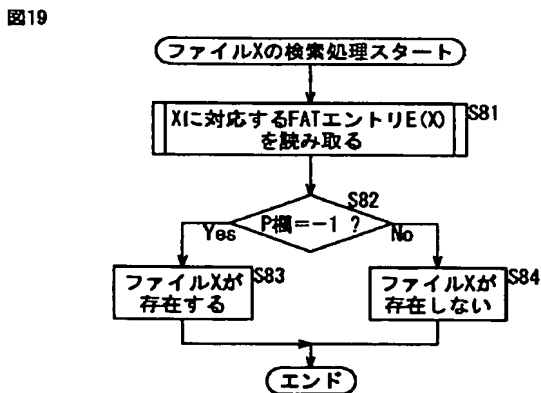 図19
ファイルXの検索処理スタート
Xに対応するFATエントリE(X)
を読み取る
S81
P欄=-1 ?
S82
Yes
No
ファイルXが
存在する
S83
ファイルXが
存在しない
S84
エンド